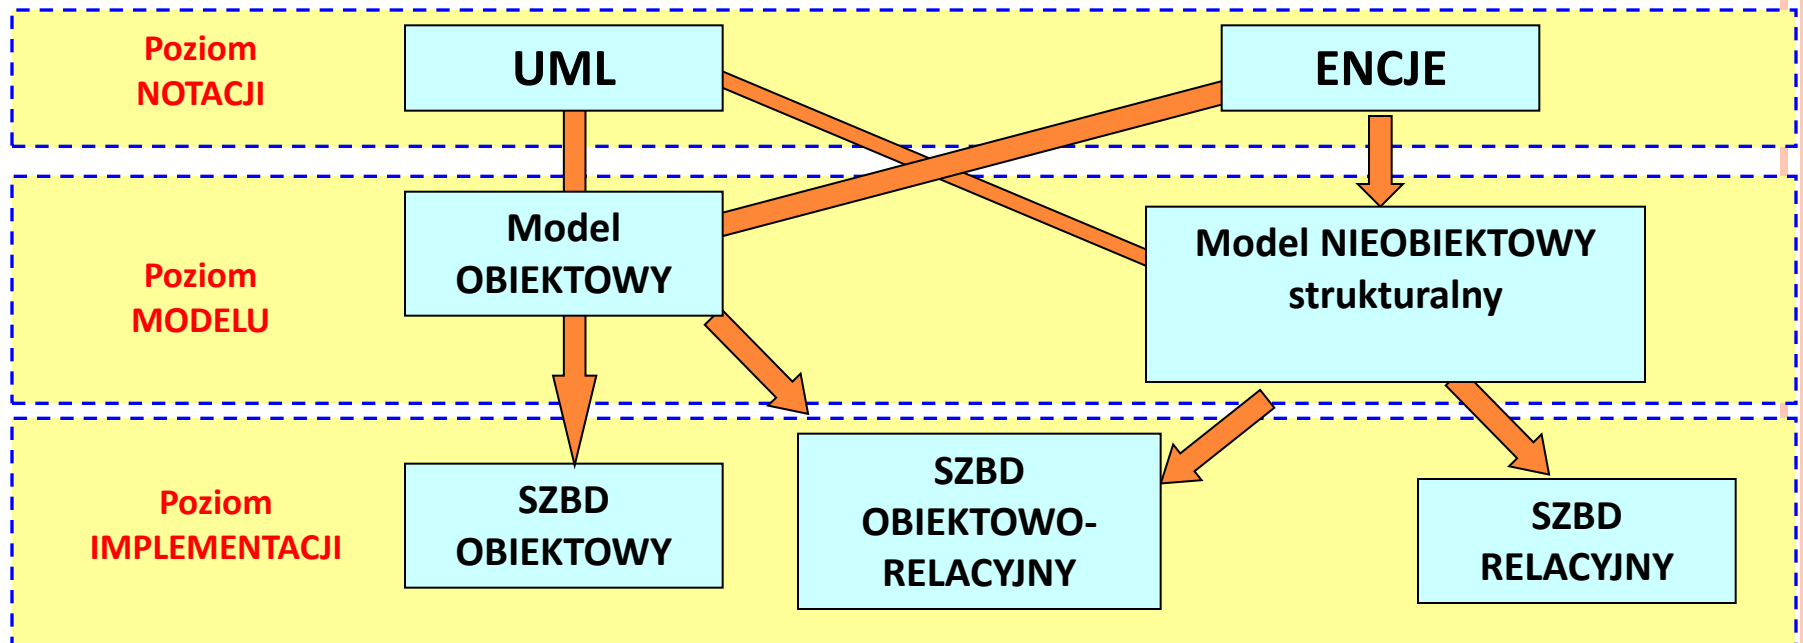 Poziom
NOTACJI
UML
ENCJE
Poziom
MODELU
Model
OBIEKTOWY
Model NIEOBIEKTOWY
strukturalny
Poziom
IMPLEMENTACJI
SZBD
OBIEKTOWY
SZBD
OBIEKTOWO-
RELACYJNY
SZBD
RELACYJNY